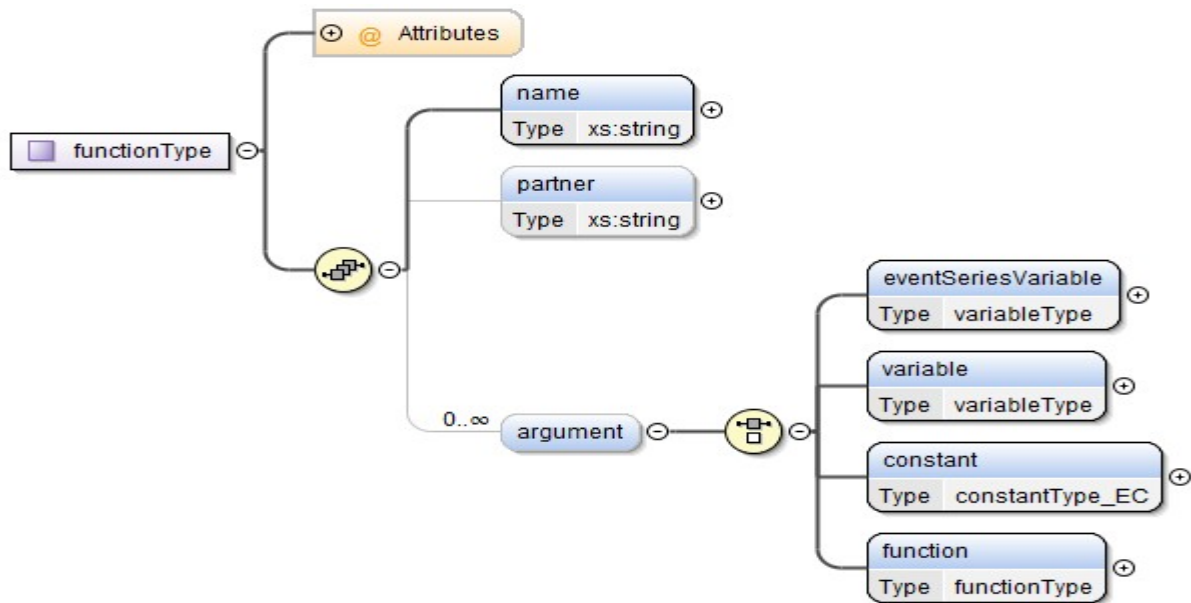 @ Attributes
name
Type xs:string
functionType
partner
Type xs:string
eventSeriesVariable
Type variableType
variable
Type variableType
0..∞
argument
constant
Type constantType_EC
function
Type functionType